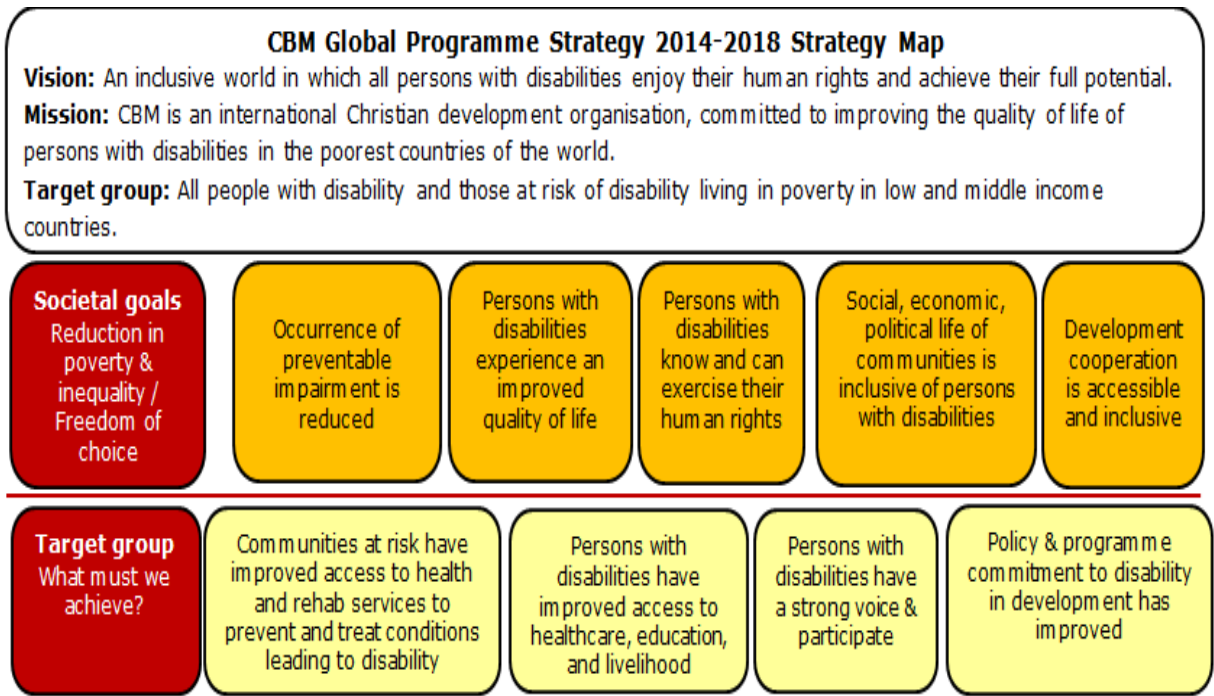 CBM Global Programme Strategy 2014-2018 Strategy Map
Vision: An inclusive world in which all persons with disabilities enjoy their human rights and achieve their full potential.
Mission: CBM is an international Christian development organisation, committed to improving the quality of life of
persons with disabilities in the poorest countries of the world.
Target group: All people with disability and those at risk of disability living in poverty in low and middle income
countries.
Societal goals
Reduction in
poverty &
inequality /
Freedom of
choice
Occurrence of
preventable
impairment is
reduced
Persons with
disabilities
experience an
improved
quality of life
Persons with
disabilities
know and can
exercise their
human rights
Social, economic,
political life of
communities is
inclusive of persons
with disabilities
Development
cooperation
is accessible
and inclusive
Target group
What must we
achieve?
Communities at risk have
improved access to health
and rehab services to
prevent and treat conditions
leading to disability
Persons with
disabilities have
improved access to
healthcare, education,
and livelihood
Persons with
disabilities have
a strong voice &
participate
Policy & programme
commitment to disability
in development has
improved